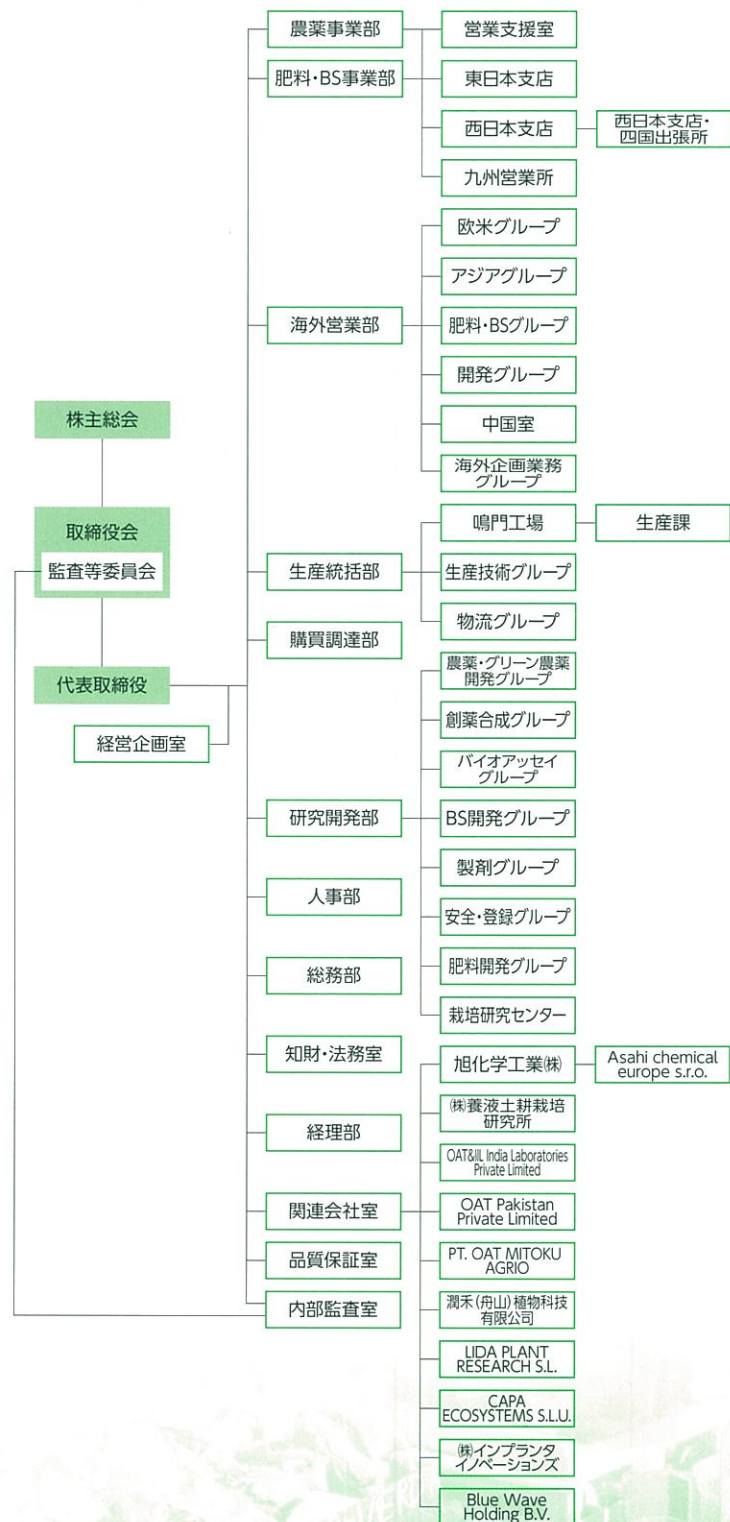 株主総会
取締役会
監査等委員会
代表取締役
経営企画室
農薬事業部
営業支援室
肥料・BS事業部
東日本支店
西日本支店
西日本支店・
四国出張所
九州営業所
海外営業部
欧米グループ
アジアグループ
肥料・BSグループ
開発グループ
中国室
海外企画業務
グループ
生産統括部
鳴門工場
生産課
生産技術グループ
物流グループ
購買調達部
研究開発部
農薬・グリーン農薬
開発グループ
創薬合成グループ
バイオアッセイ
グループ
BS開発グループ
製剤グループ
安全・登録グループ
肥料開発グループ
栽培研究センター
人事部
総務部
知財・法務室
経理部
関連会社室
旭化学工業㈱
Asahi chemical
europe s.r.o.
㈱養液土耕栽培
研究所
OAT&IIL India Laboratories
Private Limited
OAT Pakistan
Private Limited
PT. OAT MITOKU
AGRIO
潤禾(舟山)植物科技
有限公司
LIDA PLANT
RESEARCH S.L.
CAPA
ECOSYSTEMS S.L.U.
㈱インプランタ
イノベーションズ
Blue Wave
Holding B.V.
品質保証室
内部監査室